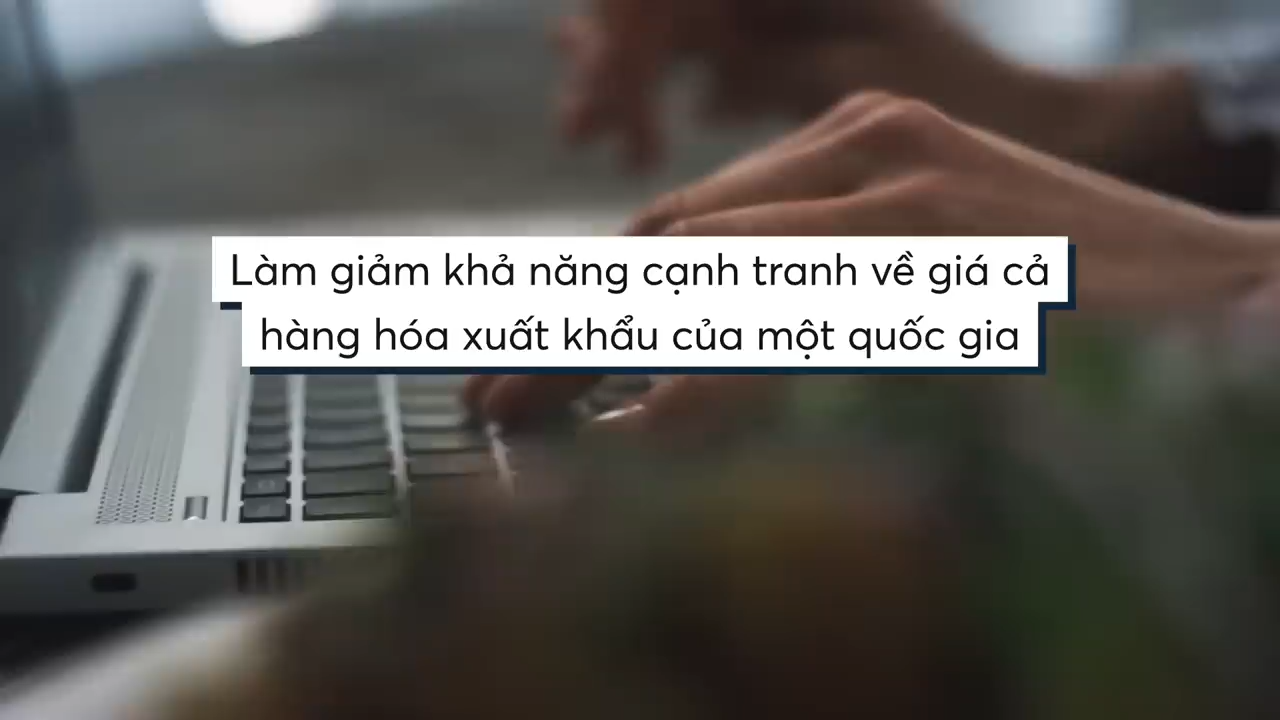 Làm giảm khả năng cạnh tranh về giá cả
hàng hóa xuất khẩu của một quốc gia